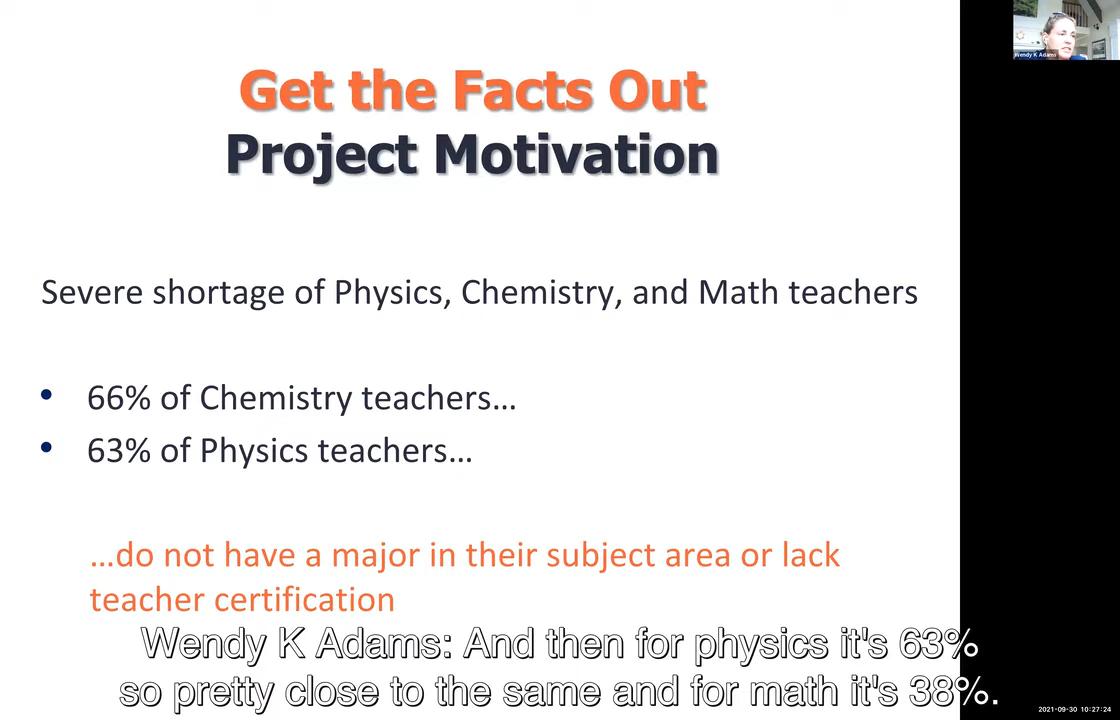 Get the Facts Out
Project Motivation
Severe shortage of Physics, Chemistry, and Math teachers
• 66% of Chemistry teachers…
• 63% of Physics teachers…
…do not have a major in their subject area or lack
teacher certification
Wendy K Adams: And then for physics it's 63%
so pretty close to the same and for math it's 38%.
Wendy K Adams
2021-09-30 10:27:24